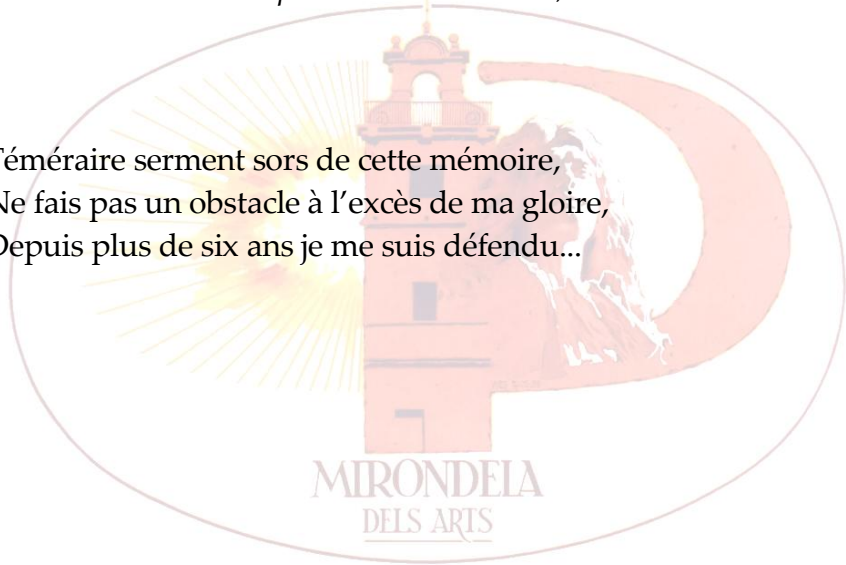 Téméraire serment sors de cette mémoire,
Ne fais pas un obstacle à l’excès de ma gloire,
Depuis plus de six ans je me suis défendu...
MIRONDELA
DELS ARTS